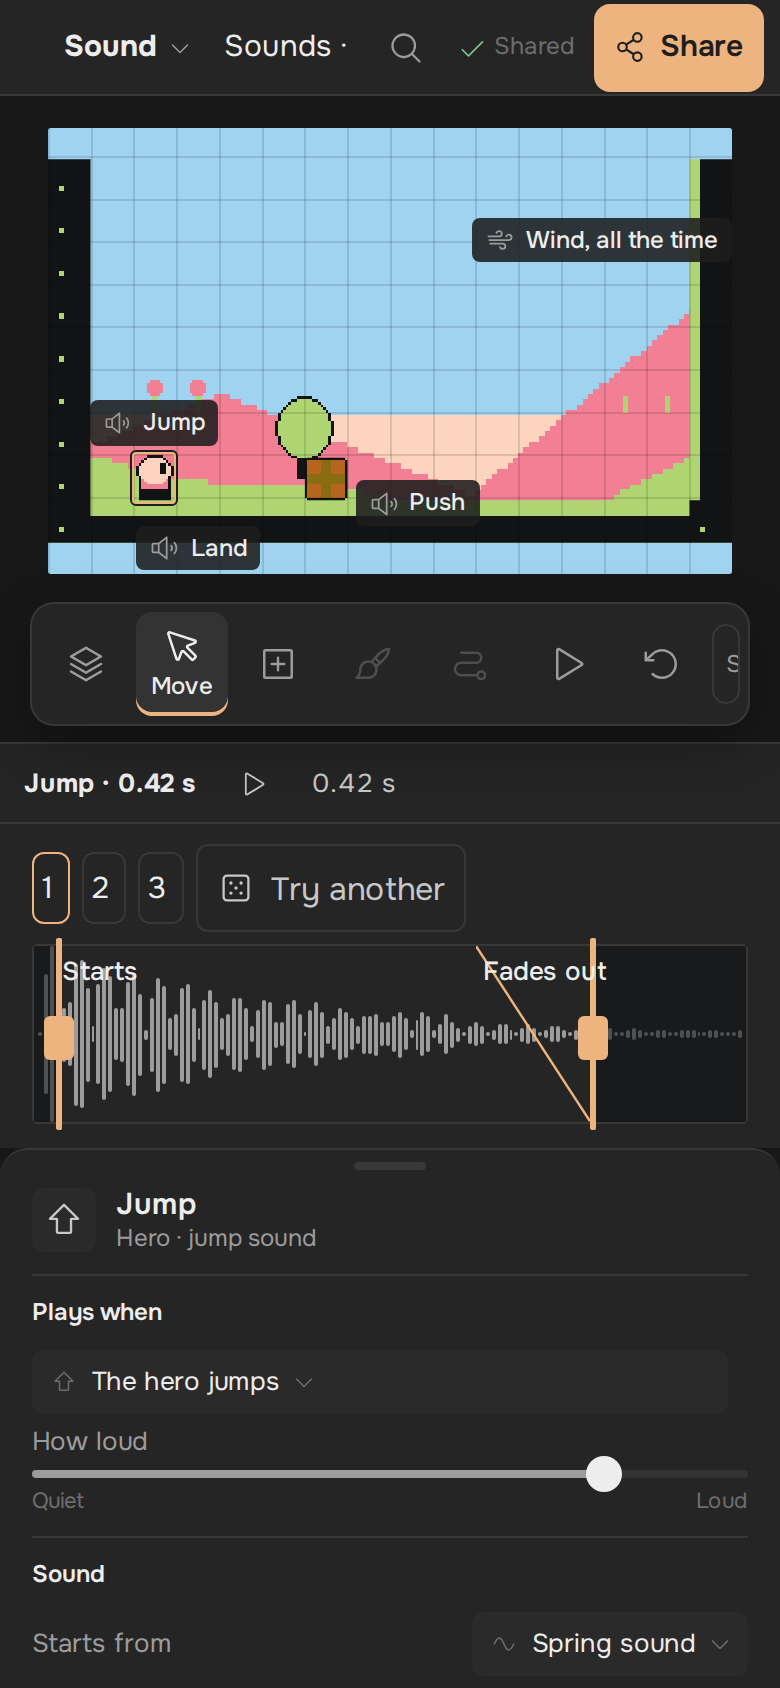 Sound
Sounds ·
Shared
Share
Wind, all the time
Jump
Push
Land
Move
S
Jump · 0.42 s
0.42 s
1
2
3
Try another
Starts
Fades out
Jump
Hero · jump sound
Plays when
The hero jumps
How loud
Quiet
Loud
Sound
Starts from
Spring sound